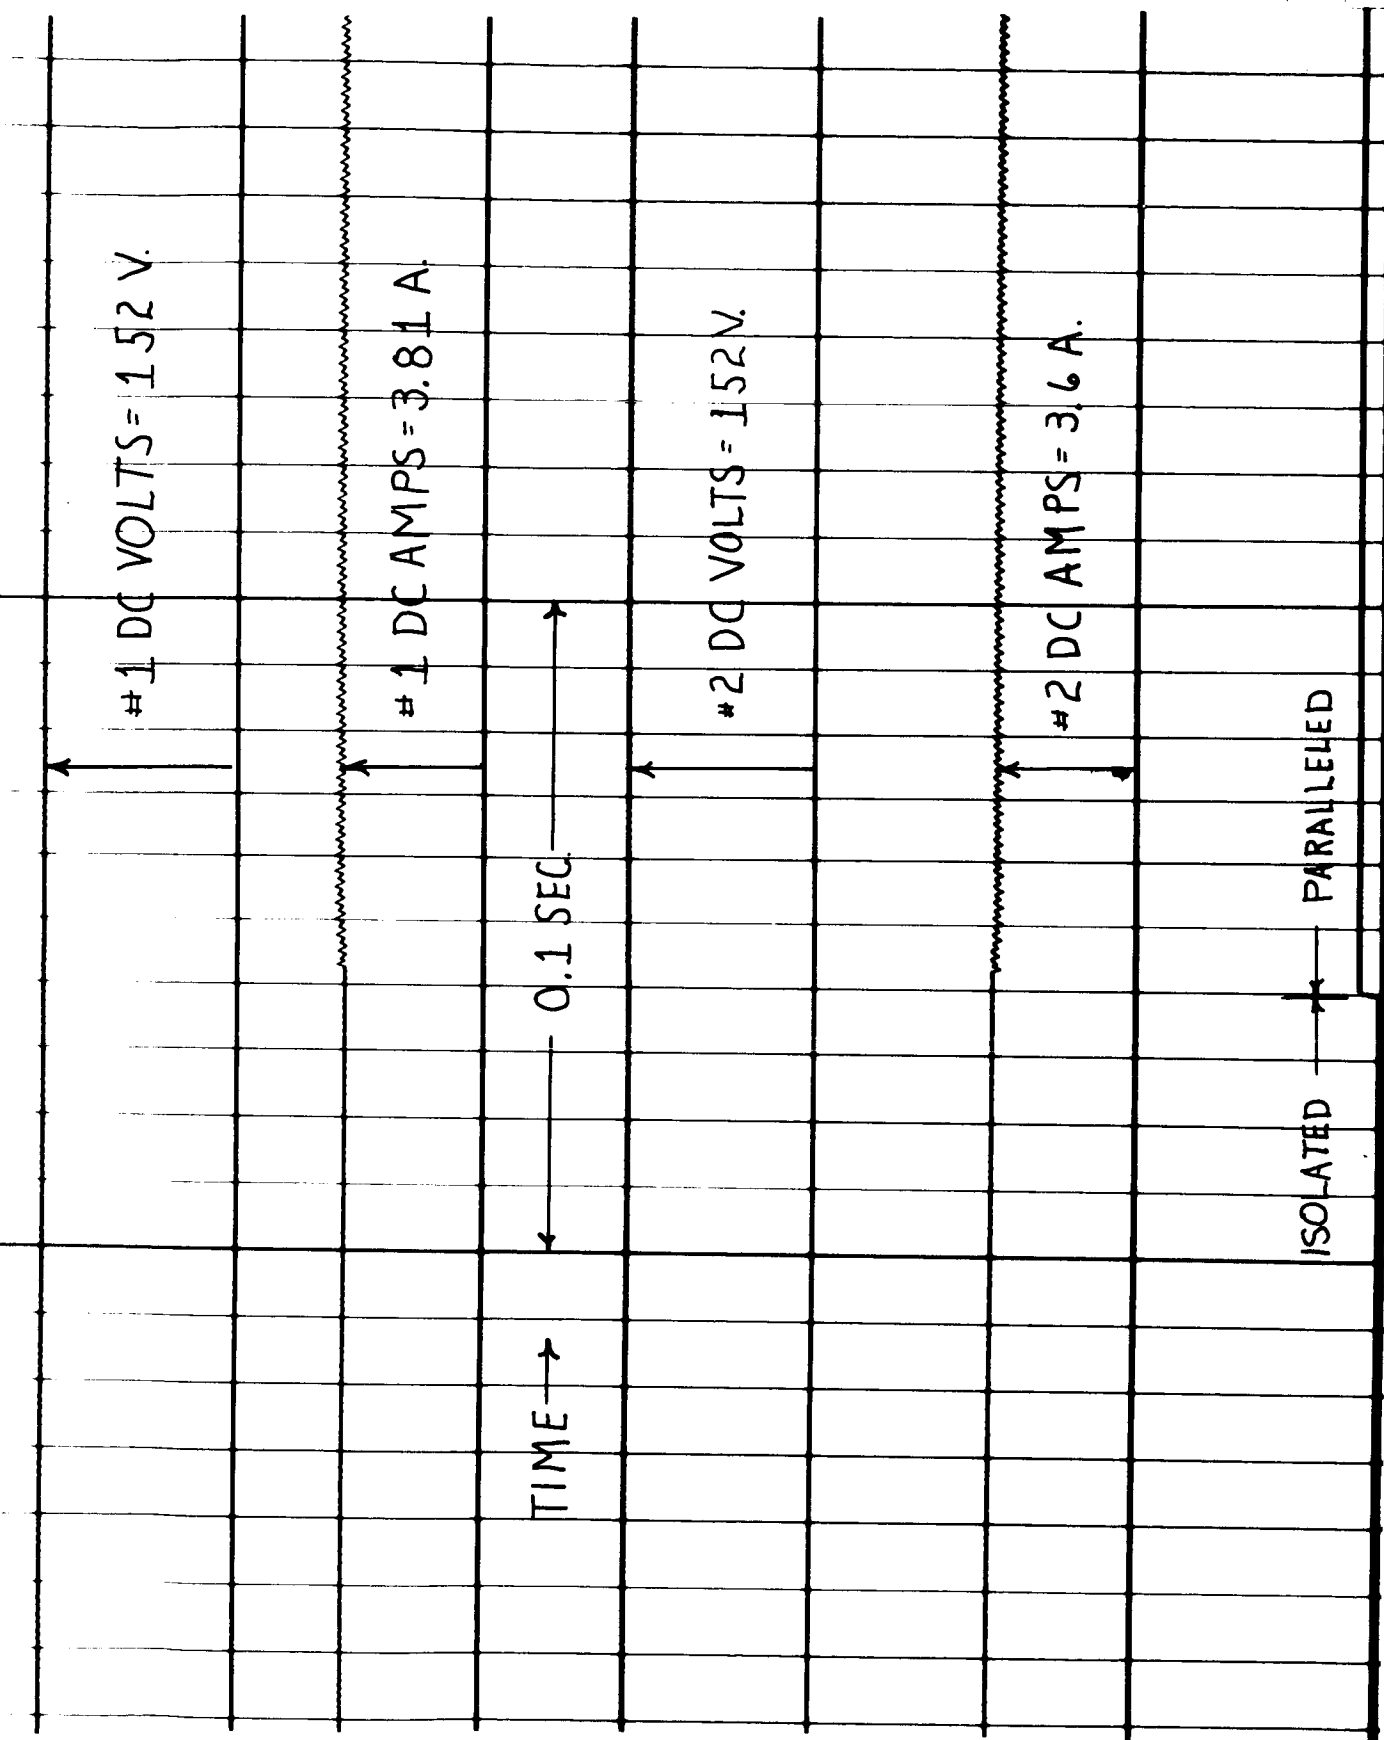 #1 DC VOLTS = 152 V.
#1 DC AMPS = 3.81 A.
0.1 SEC.
TIME →
#2 DC VOLTS = 152 V.
#2 DC AMPS = 3.6 A.
ISOLATED
PARALLELED